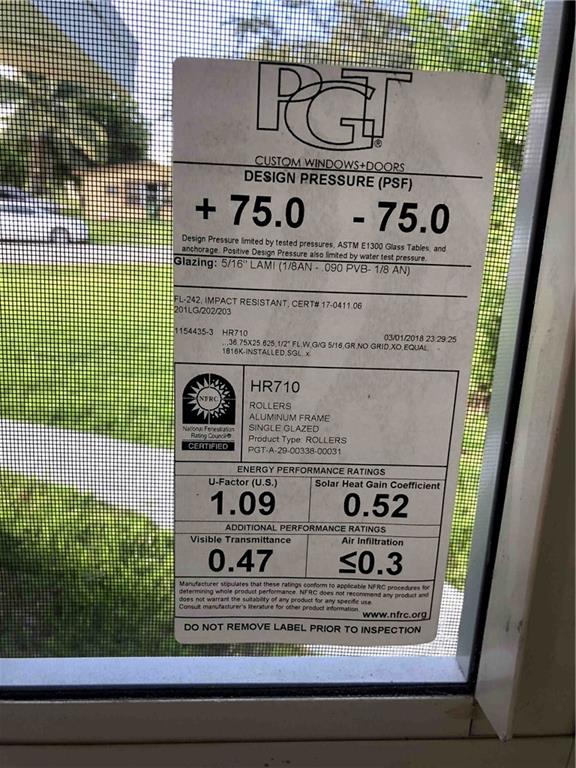 PGT®
CUSTOM WINDOWS+DOORS
DESIGN PRESSURE (PSF)
+ 75.0 - 75.0
Design Pressure limited by tested pressures, ASTM E1300 Glass Tables, and
anchorage. Positive Design Pressure also limited by water test pressure.
Glazing: 5/16" LAMI (1/8AN - .090 PVB- 1/8 AN)
FL-242, IMPACT RESISTANT, CERT# 17-0411.06
201LG/202/203
1154435-3 HR710 03/01/2018 23:29:25
,,,36.75X25.625,1/2" FL,W,G/G 5/16,GR,NO GRID,XO,EQUAL,
1816K-INSTALLED,SGL, x
NFRC
National Fenestration
Rating Council®
CERTIFIED
HR710
ROLLERS
ALUMINUM FRAME
SINGLE GLAZED
Product Type: ROLLERS
PGT-A-29-00338-00031
ENERGY PERFORMANCE RATINGS
U-Factor (U.S.) Solar Heat Gain Coefficient
1.09 0.52
ADDITIONAL PERFORMANCE RATINGS
Visible Transmittance Air Infiltration
0.47 ≤0.3
Manufacturer stipulates that these ratings conform to applicable NFRC procedures for
determining whole product performance. NFRC does not recommend any product and
does not warrant the suitability of any product for any specific use.
Consult manufacturer's literature for other product information.
www.nfrc.org
DO NOT REMOVE LABEL PRIOR TO INSPECTION